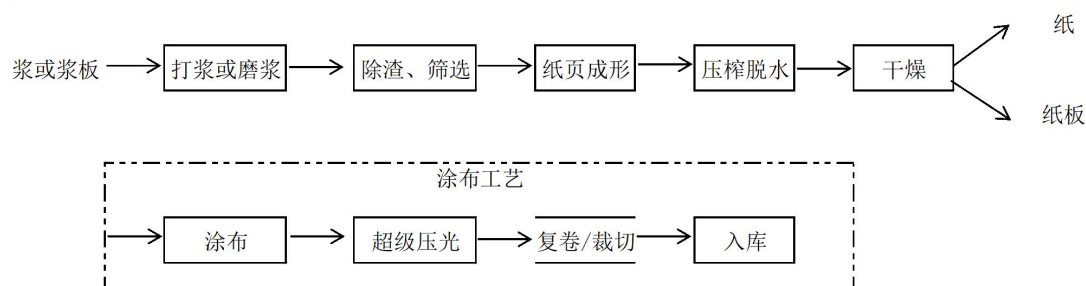 纸
浆或浆板
打浆或磨浆
除渣、筛选
纸页成形
压榨脱水
干燥
纸板
涂布工艺
涂布
超级压光
复卷/裁切
入库